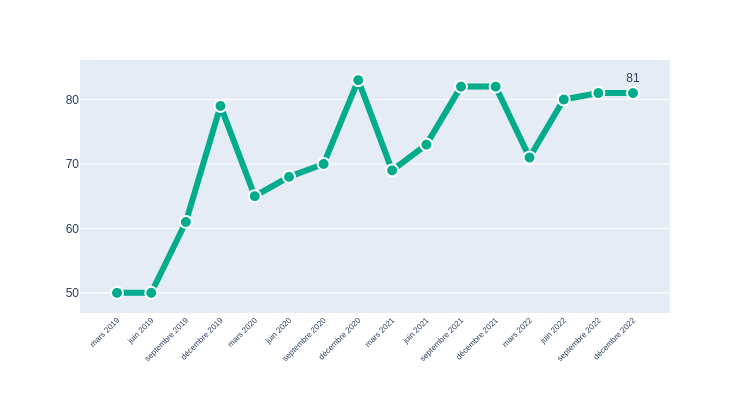 81
80
70
60
50
mars 2019
juin 2019
septembre 2019
décembre 2019
mars 2020
juin 2020
septembre 2020
décembre 2020
mars 2021
juin 2021
septembre 2021
décembre 2021
mars 2022
juin 2022
septembre 2022
décembre 2022